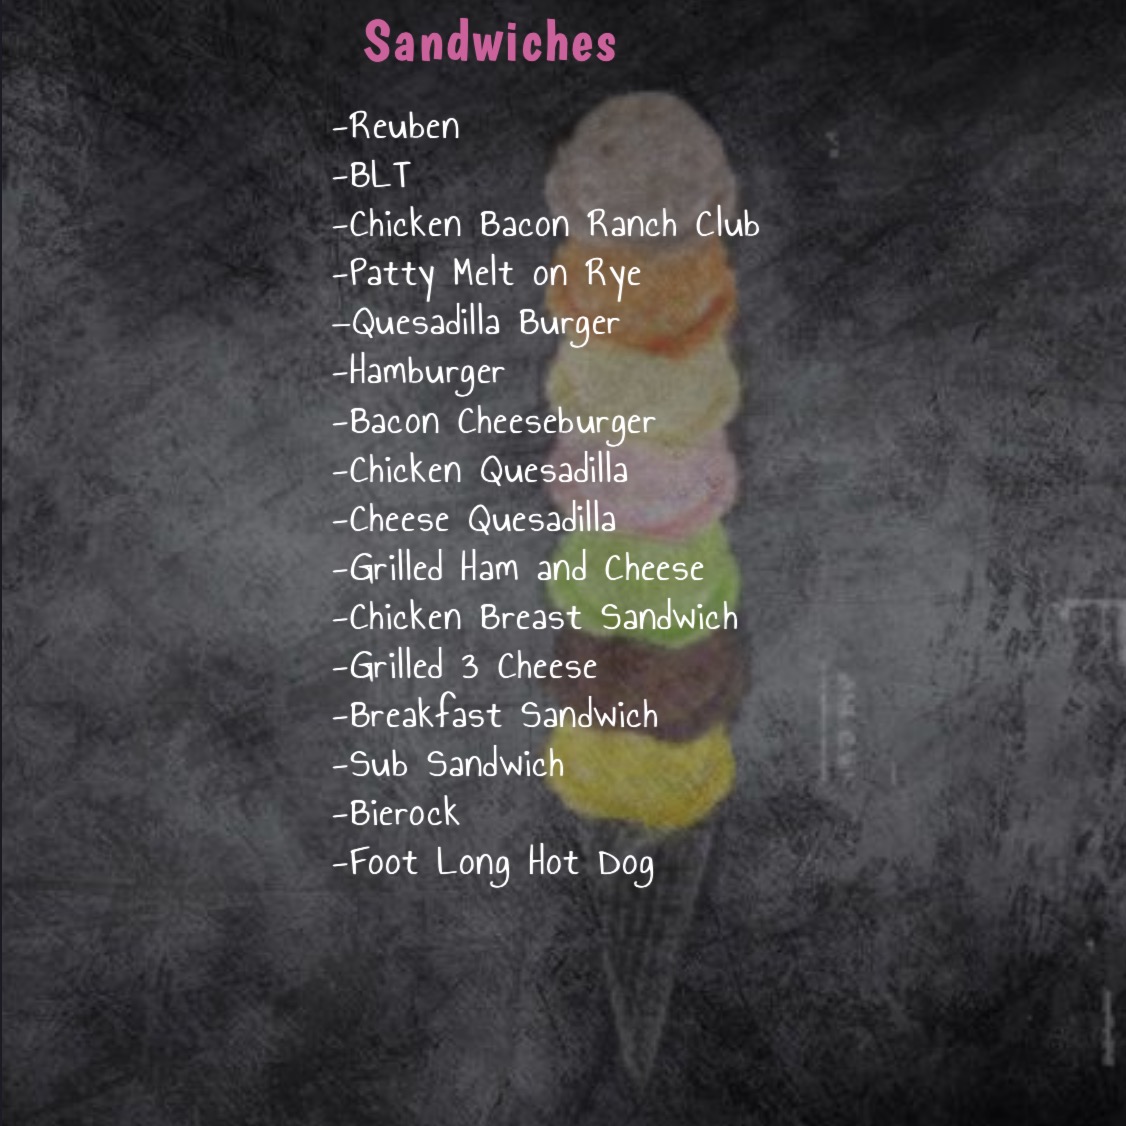 Sandwiches
-Reuben
-BLT
-Chicken Bacon Ranch Club
-Patty Melt on Rye
-Quesadilla Burger
-Hamburger
-Bacon Cheeseburger
-Chicken Quesadilla
-Cheese Quesadilla
-Grilled Ham and Cheese
-Chicken Breast Sandwich
-Grilled 3 Cheese
-Breakfast Sandwich
-Sub Sandwich
-Bierock
-Foot Long Hot Dog